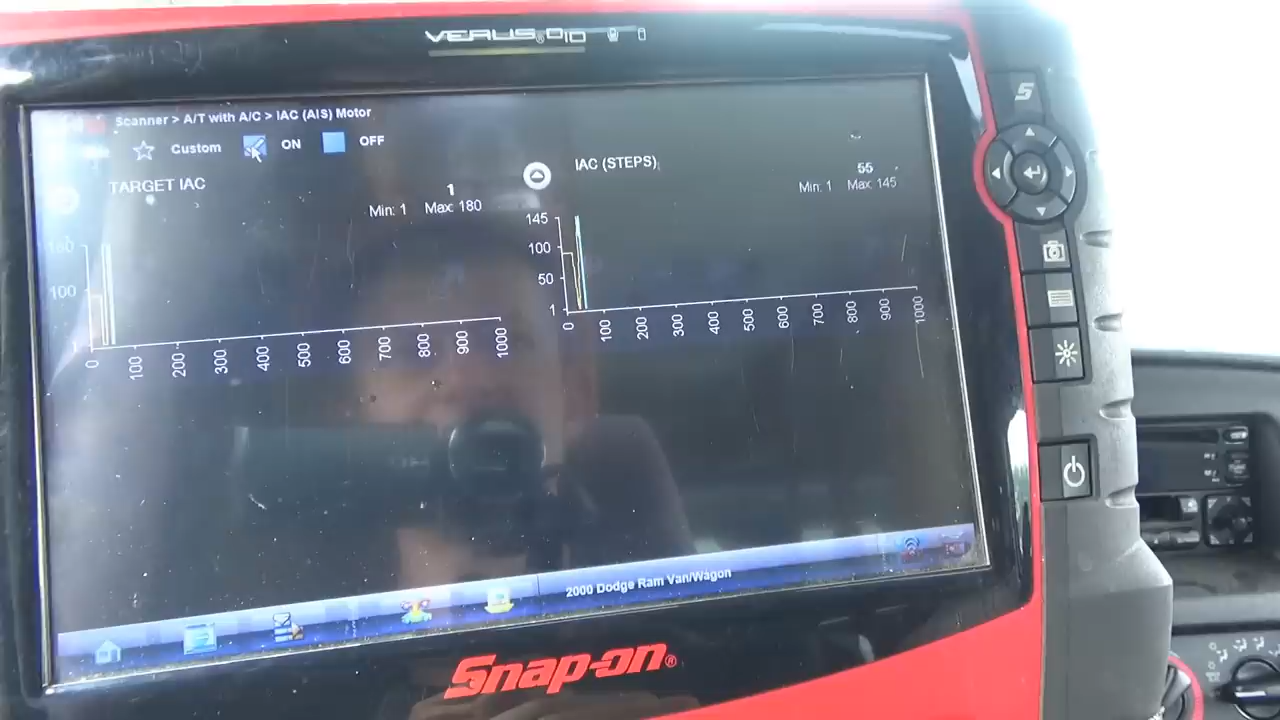 VERUS® PRO
Scanner > A/T with A/C > IAC (AIS) Motor
Custom ON OFF
TARGET IAC
1
Min: 1 Max: 180
180
100
1
0 100 200 300 400 500 600 700 800 900 1000
IAC (STEPS)
55
Min: 1 Max: 145
145
100
50
1
0 100 200 300 400 500 600 700 800 900 1000
2000 Dodge Ram Van/Wagon
Snap-on®
S